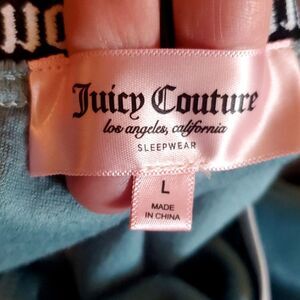 Juicy Couture
los angeles, california
SLEEPWEAR
L
MADE
IN CHINA